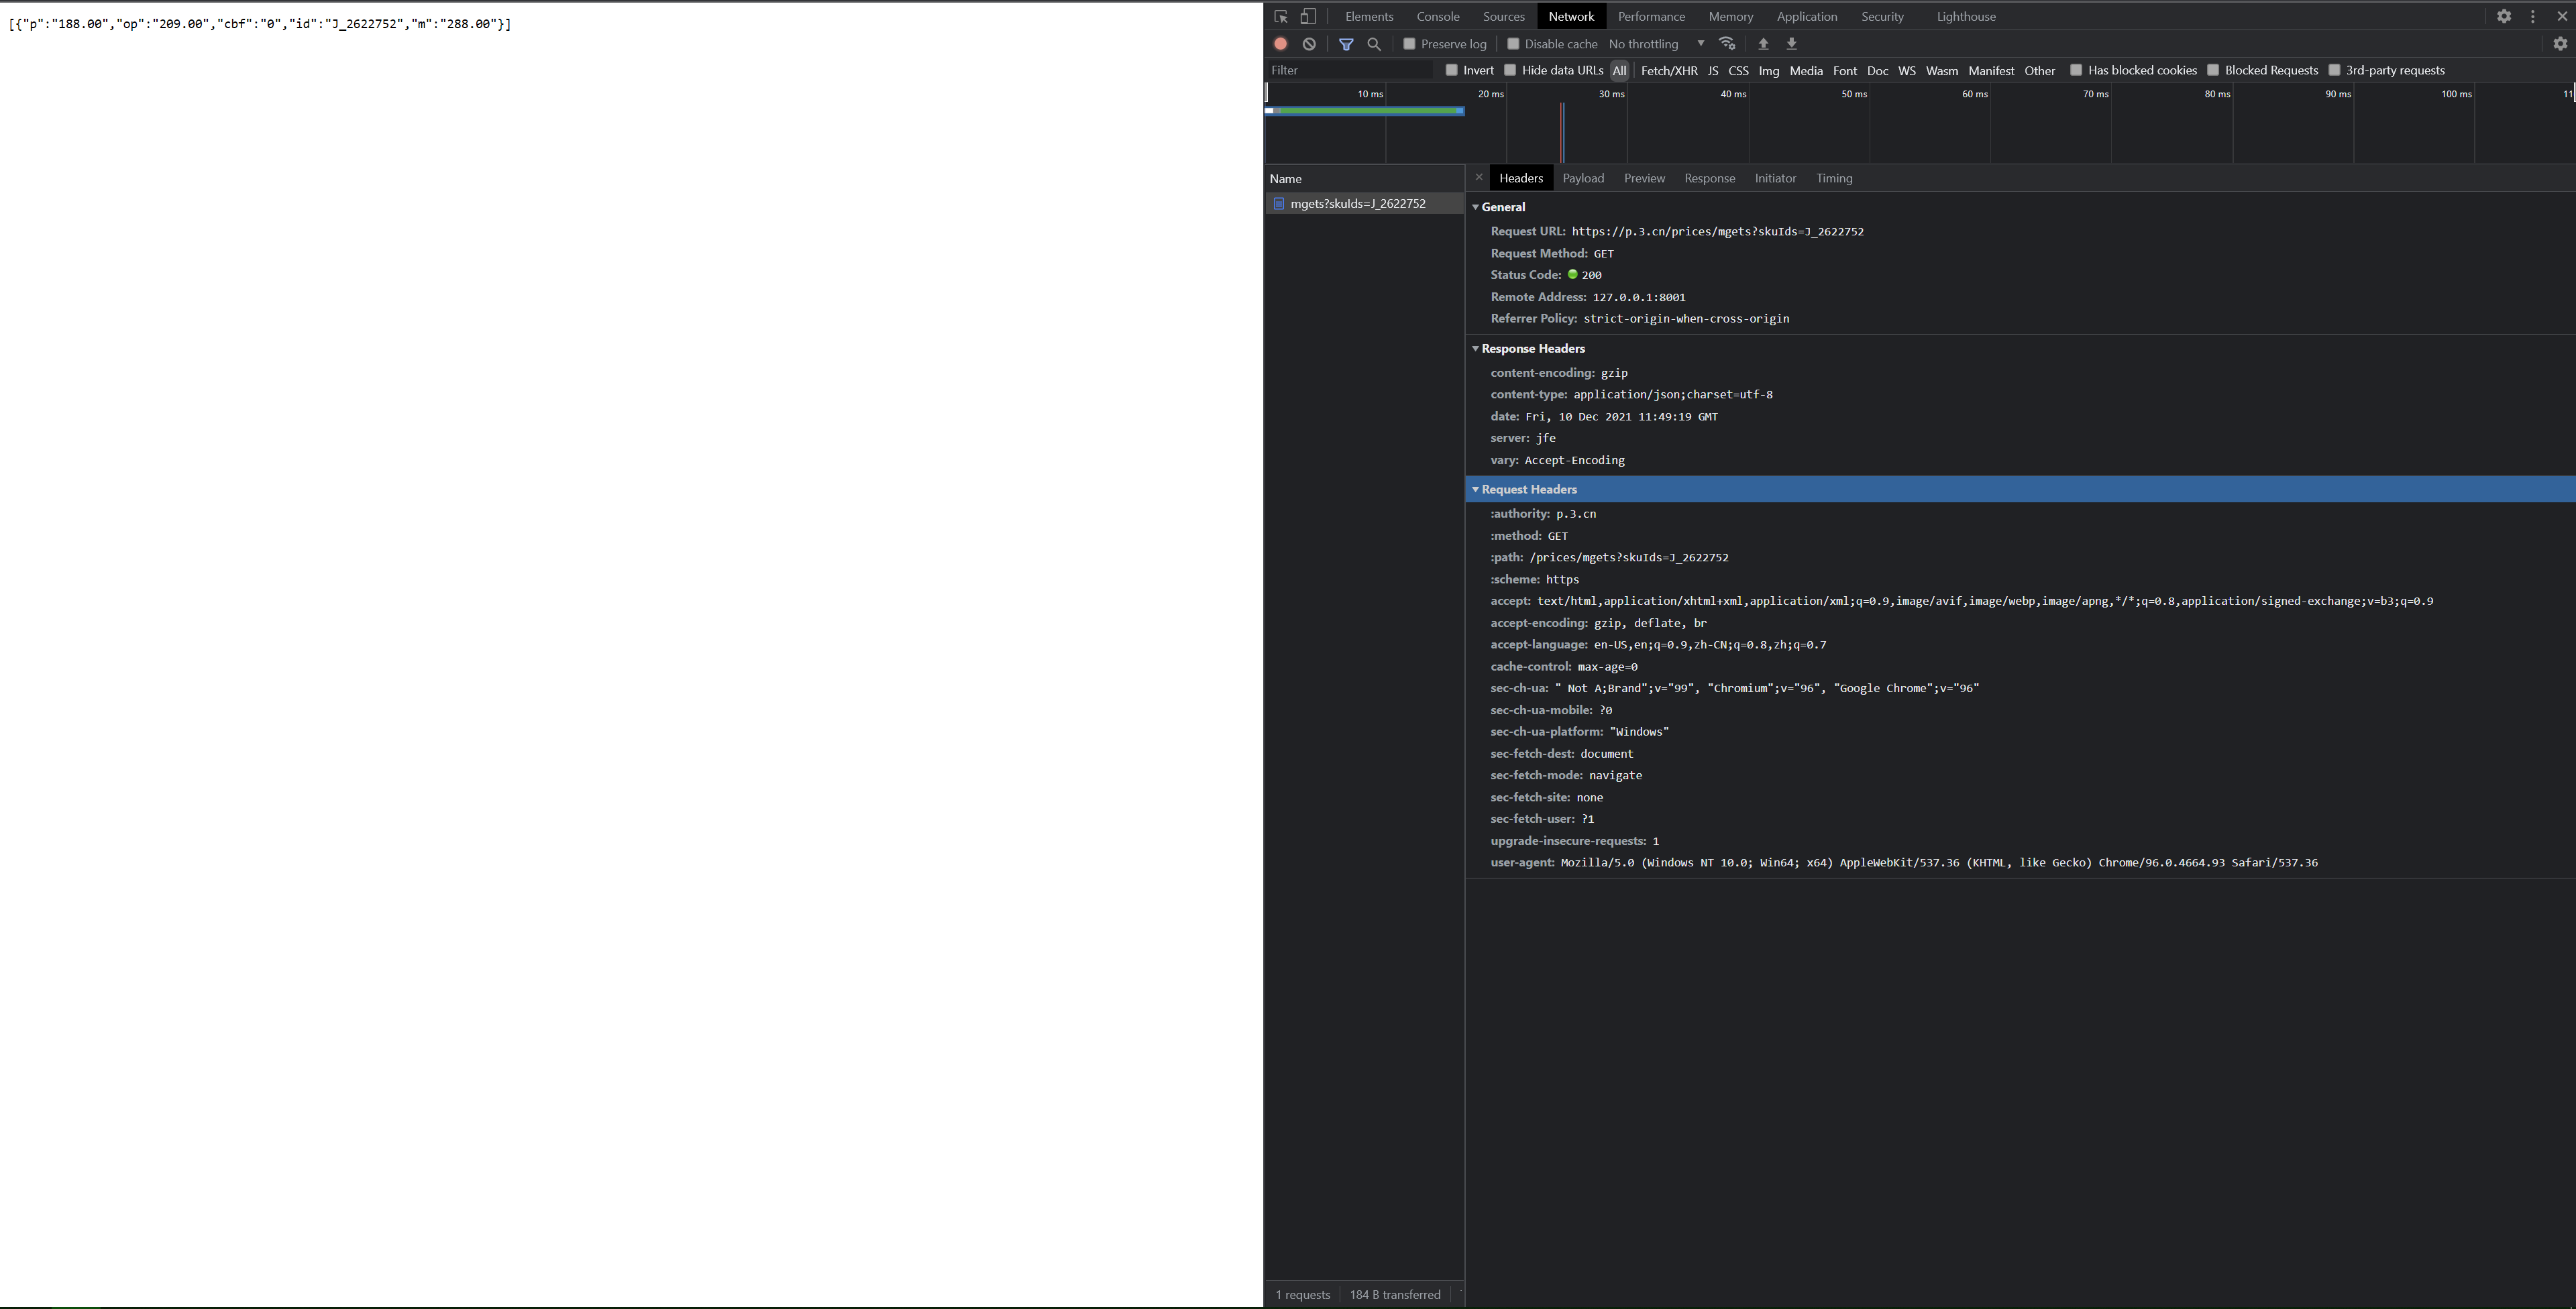 [{"p":"188.00","op":"209.00","cbf":"0","id":"J_2622752","m":"288.00"}]
Elements Console Sources Network Performance Memory Application Security Lighthouse
Preserve log Disable cache No throttling
Filter Invert Hide data URLs All Fetch/XHR JS CSS Img Media Font Doc WS Wasm Manifest Other Has blocked cookies Blocked Requests 3rd-party requests
10 ms 20 ms 30 ms 40 ms 50 ms 60 ms 70 ms 80 ms 90 ms 100 ms 11
Name
mgets?skuIds=J_2622752
Headers Payload Preview Response Initiator Timing
General
Request URL: https://p.3.cn/prices/mgets?skuIds=J_2622752
Request Method: GET
Status Code: 200
Remote Address: 127.0.0.1:8001
Referrer Policy: strict-origin-when-cross-origin
Response Headers
content-encoding: gzip
content-type: application/json;charset=utf-8
date: Fri, 10 Dec 2021 11:49:19 GMT
server: jfe
vary: Accept-Encoding
Request Headers
:authority: p.3.cn
:method: GET
:path: /prices/mgets?skuIds=J_2622752
:scheme: https
accept: text/html,application/xhtml+xml,application/xml;q=0.9,image/avif,image/webp,image/apng,*/*;q=0.8,application/signed-exchange;v=b3;q=0.9
accept-encoding: gzip, deflate, br
accept-language: en-US,en;q=0.9,zh-CN;q=0.8,zh;q=0.7
cache-control: max-age=0
sec-ch-ua: " Not A;Brand";v="99", "Chromium";v="96", "Google Chrome";v="96"
sec-ch-ua-mobile: ?0
sec-ch-ua-platform: "Windows"
sec-fetch-dest: document
sec-fetch-mode: navigate
sec-fetch-site: none
sec-fetch-user: ?1
upgrade-insecure-requests: 1
user-agent: Mozilla/5.0 (Windows NT 10.0; Win64; x64) AppleWebKit/537.36 (KHTML, like Gecko) Chrome/96.0.4664.93 Safari/537.36
1 requests 184 B transferred